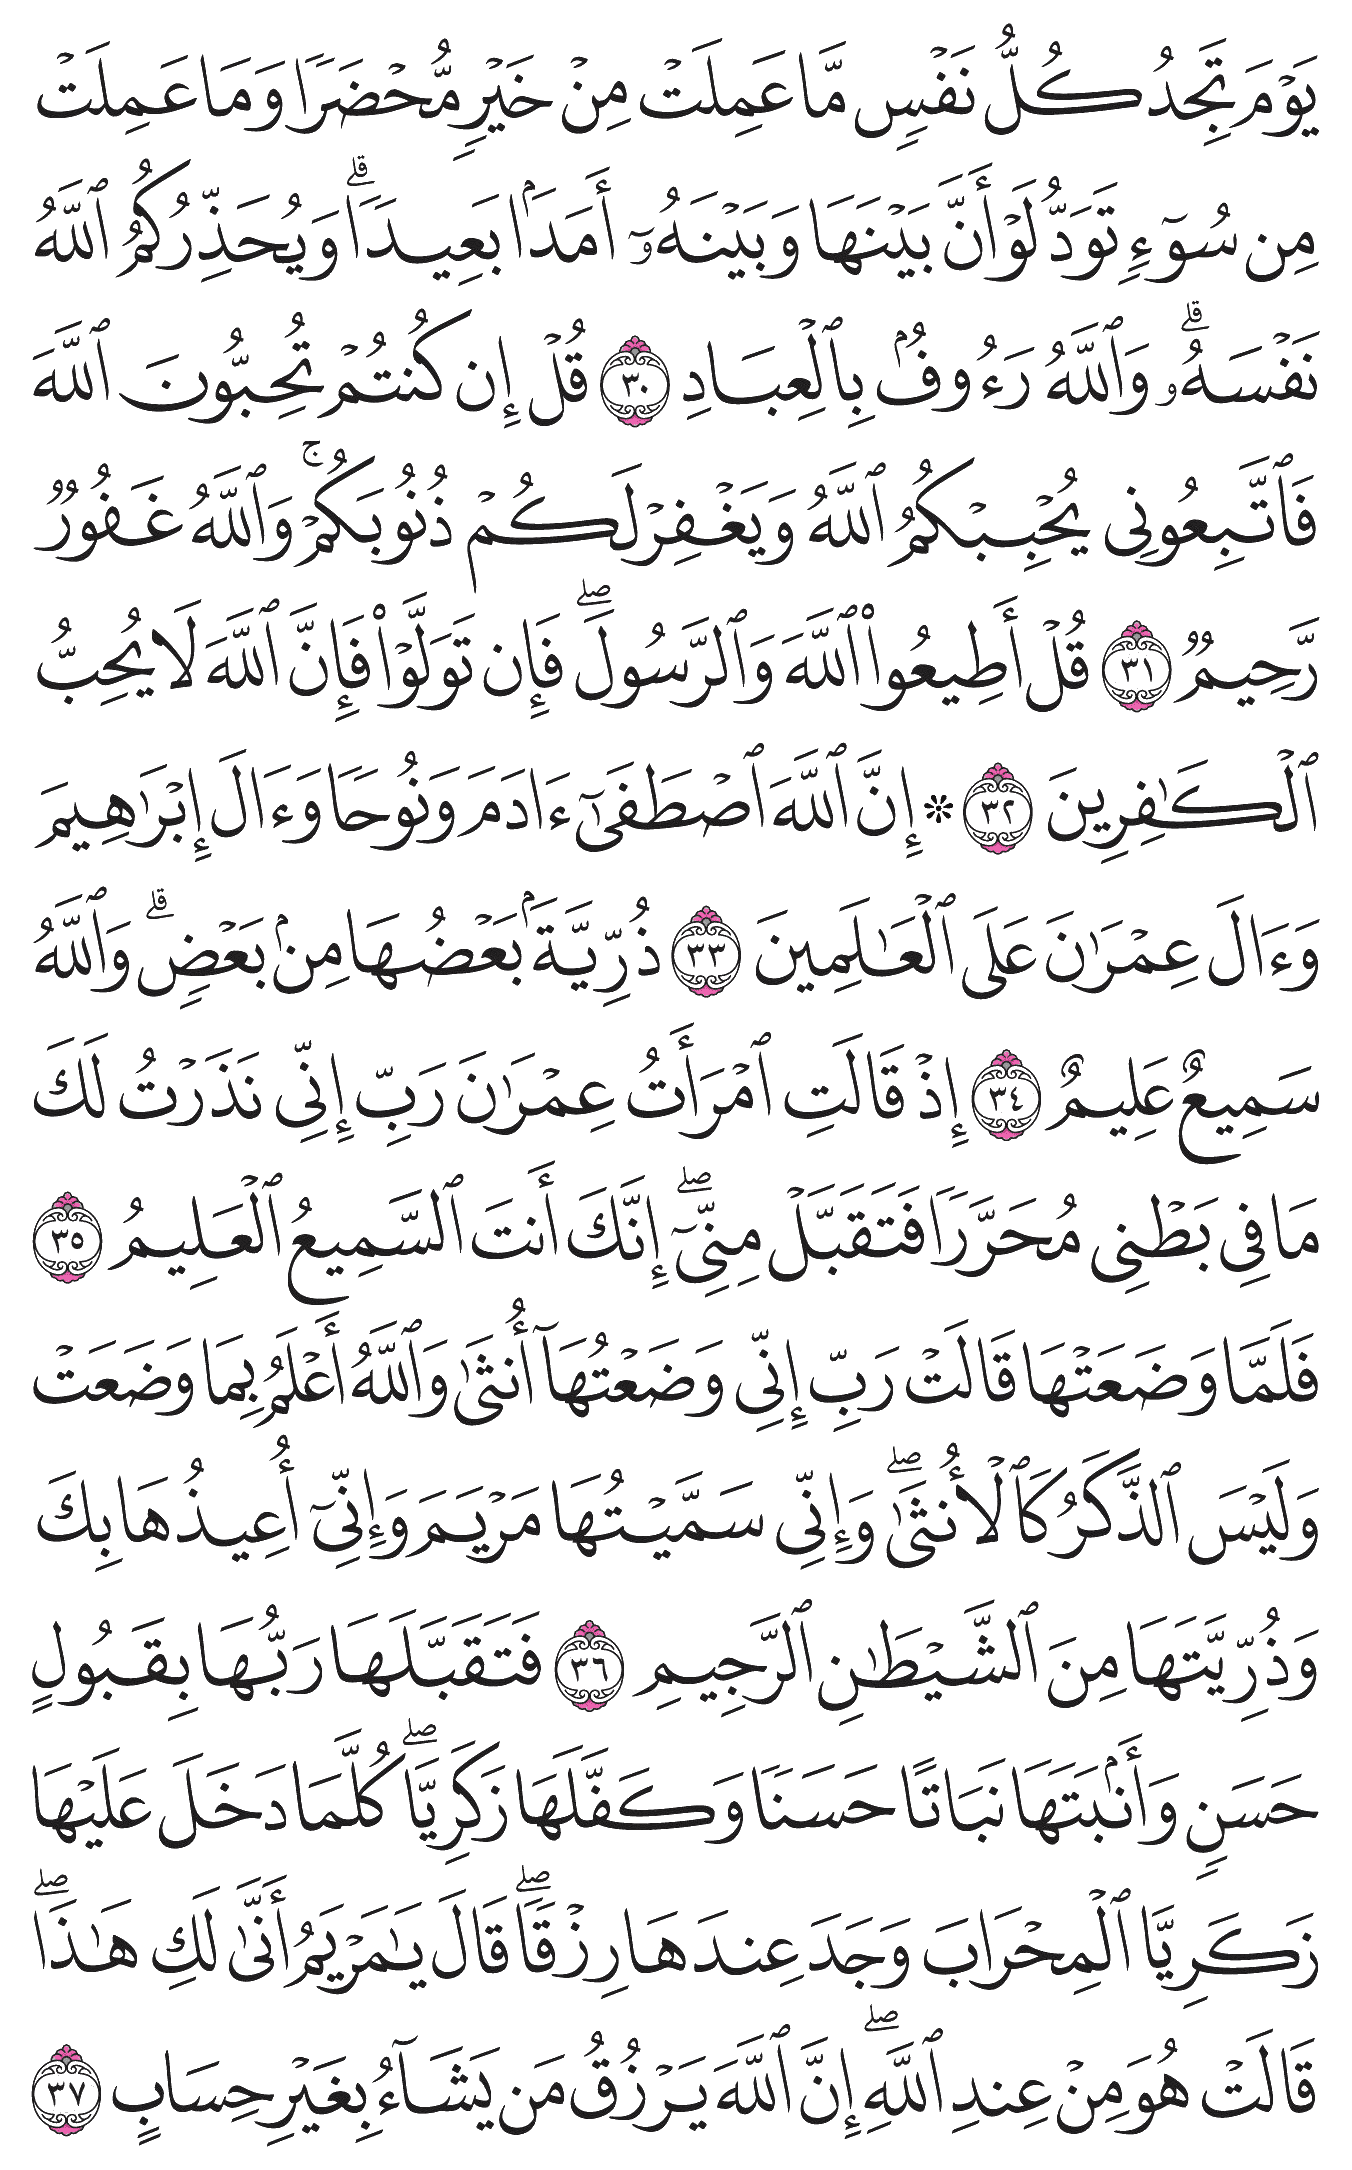 يَوۡمَ تَجِدُ كُلُّ نَفۡسٖ مَّا عَمِلَتۡ مِنۡ خَيۡرٖ مُّحۡضَرٗا وَمَا عَمِلَتۡ
مِن سُوٓءٖ تَوَدُّ لَوۡ أَنَّ بَيۡنَهَا وَبَيۡنَهُۥٓ أَمَدَۢا بَعِيدٗاۗ وَيُحَذِّرُكُمُ ٱللَّهُ
نَفۡسَهُۥۗ وَٱللَّهُ رَءُوفُۢ بِٱلۡعِبَادِ ٣٠ قُلۡ إِن كُنتُمۡ تُحِبُّونَ ٱللَّهَ
فَٱتَّبِعُونِي يُحۡبِبۡكُمُ ٱللَّهُ وَيَغۡفِرۡ لَكُمۡ ذُنُوبَكُمۡۚ وَٱللَّهُ غَفُورٞ
رَّحِيمٞ ٣١ قُلۡ أَطِيعُواْ ٱللَّهَ وَٱلرَّسُولَۖ فَإِن تَوَلَّوۡاْ فَإِنَّ ٱللَّهَ لَا يُحِبُّ
ٱلۡكَٰفِرِينَ ٣٢ ۞ إِنَّ ٱللَّهَ ٱصۡطَفَىٰٓ ءَادَمَ وَنُوحٗا وَءَالَ إِبۡرَٰهِيمَ
وَءَالَ عِمۡرَٰنَ عَلَى ٱلۡعَٰلَمِينَ ٣٣ ذُرِّيَّةَۢ بَعۡضُهَا مِنۢ بَعۡضٖۗ وَٱللَّهُ
سَمِيعٌ عَلِيمٌ ٣٤ إِذۡ قَالَتِ ٱمۡرَأَتُ عِمۡرَٰنَ رَبِّ إِنِّي نَذَرۡتُ لَكَ
مَا فِي بَطۡنِي مُحَرَّرٗا فَتَقَبَّلۡ مِنِّيٓۖ إِنَّكَ أَنتَ ٱلسَّمِيعُ ٱلۡعَلِيمُ ٣٥
فَلَمَّا وَضَعَتۡهَا قَالَتۡ رَبِّ إِنِّي وَضَعۡتُهَآ أُنثَىٰ وَٱللَّهُ أَعۡلَمُ بِمَا وَضَعَتۡ
وَلَيۡسَ ٱلذَّكَرُ كَٱلۡأُنثَىٰۖ وَإِنِّي سَمَّيۡتُهَا مَرۡيَمَ وَإِنِّيٓ أُعِيذُهَا بِكَ
وَذُرِّيَّتَهَا مِنَ ٱلشَّيۡطَٰنِ ٱلرَّجِيمِ ٣٦ فَتَقَبَّلَهَا رَبُّهَا بِقَبُولٍ
حَسَنٖ وَأَنۢبَتَهَا نَبَاتًا حَسَنٗا وَكَفَّلَهَا زَكَرِيَّاۖ كُلَّمَا دَخَلَ عَلَيۡهَا
زَكَرِيَّا ٱلۡمِحۡرَابَ وَجَدَ عِندَهَا رِزۡقٗاۖ قَالَ يَٰمَرۡيَمُ أَنَّىٰ لَكِ هَٰذَاۖ
قَالَتۡ هُوَ مِنۡ عِندِ ٱللَّهِۖ إِنَّ ٱللَّهَ يَرۡزُقُ مَن يَشَآءُ بِغَيۡرِ حِسَابٍ ٣٧